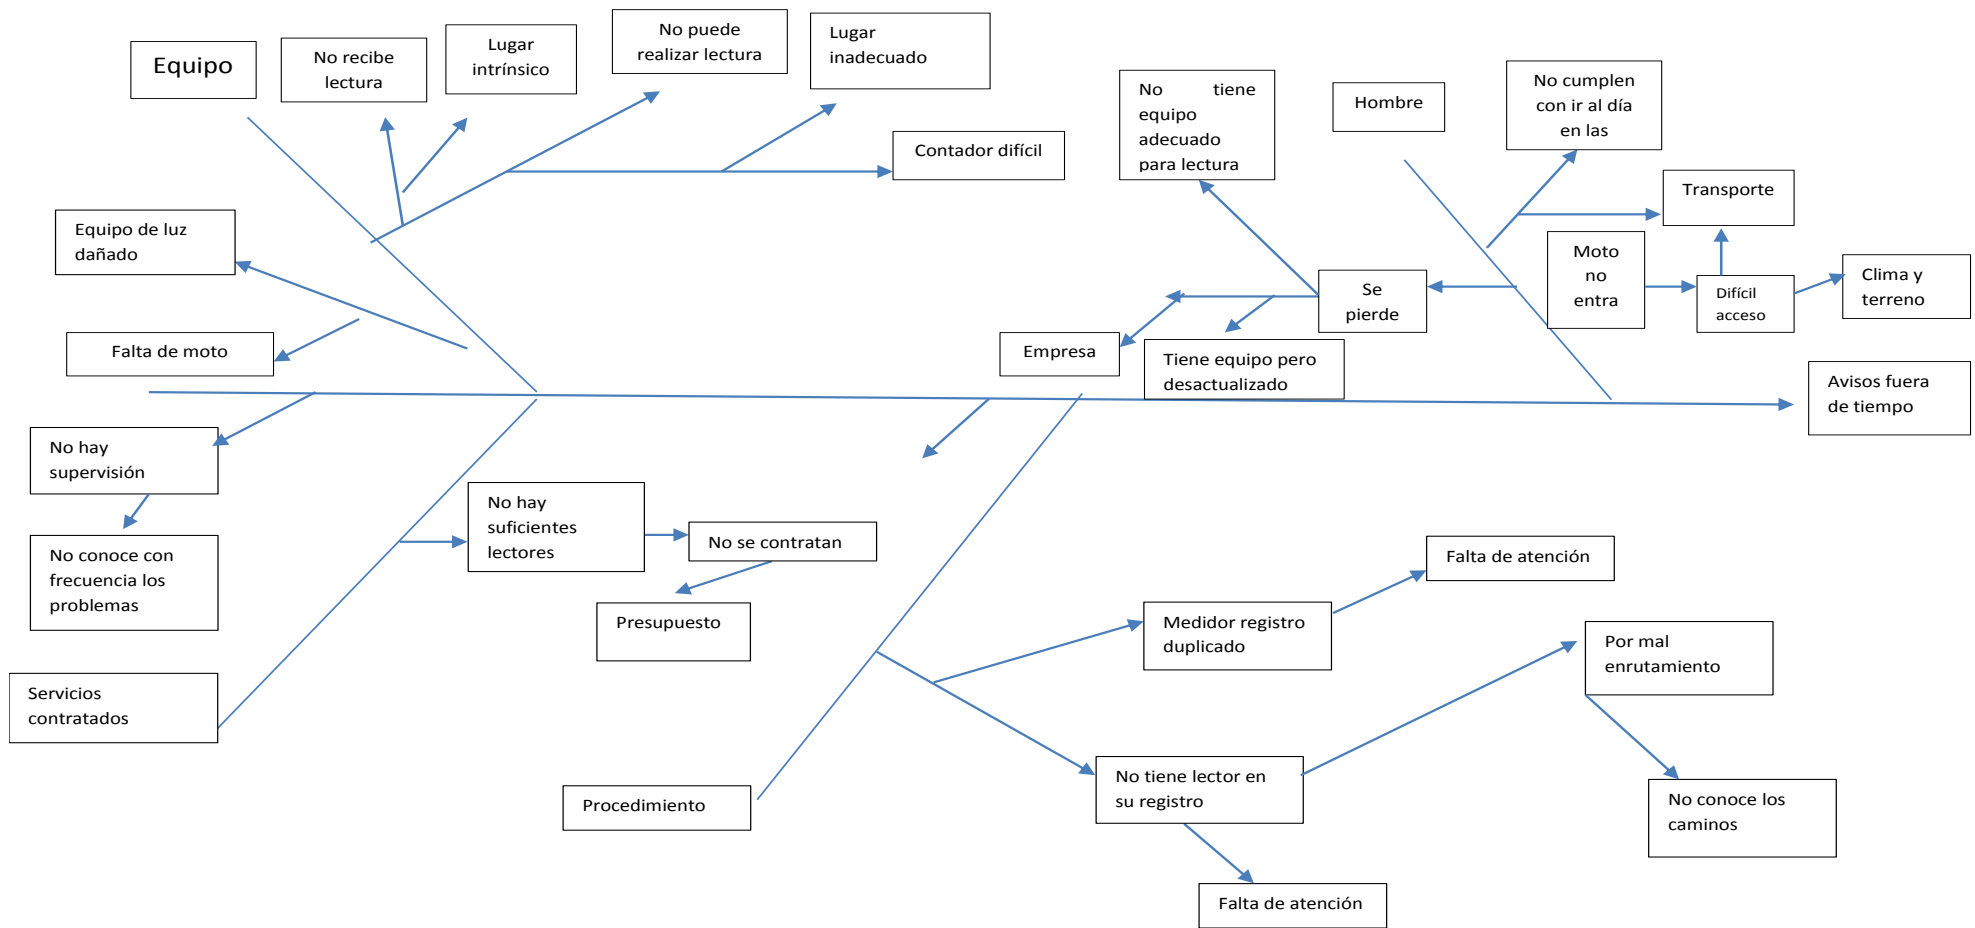 Equipo
No recibe
lectura
Lugar
intrínsico
No puede
realizar lectura
Lugar
inadecuado
Contador difícil
No tiene
equipo
adecuado
para lectura
Hombre
No cumplen
con ir al día
en las
Transporte
Equipo de luz
dañado
Moto
no
entra
Difícil
acceso
Clima y
terreno
Se
pierde
Falta de moto
Empresa
Tiene equipo pero
desactualizado
Avisos fuera
de tiempo
No hay
supervisión
No conoce con
frecuencia los
problemas
No hay
suficientes
lectores
No se contratan
Presupuesto
Falta de atención
Medidor registro
duplicado
Por mal
enrutamiento
Servicios
contratados
Procedimiento
No tiene lector en
su registro
No conoce los
caminos
Falta de atención